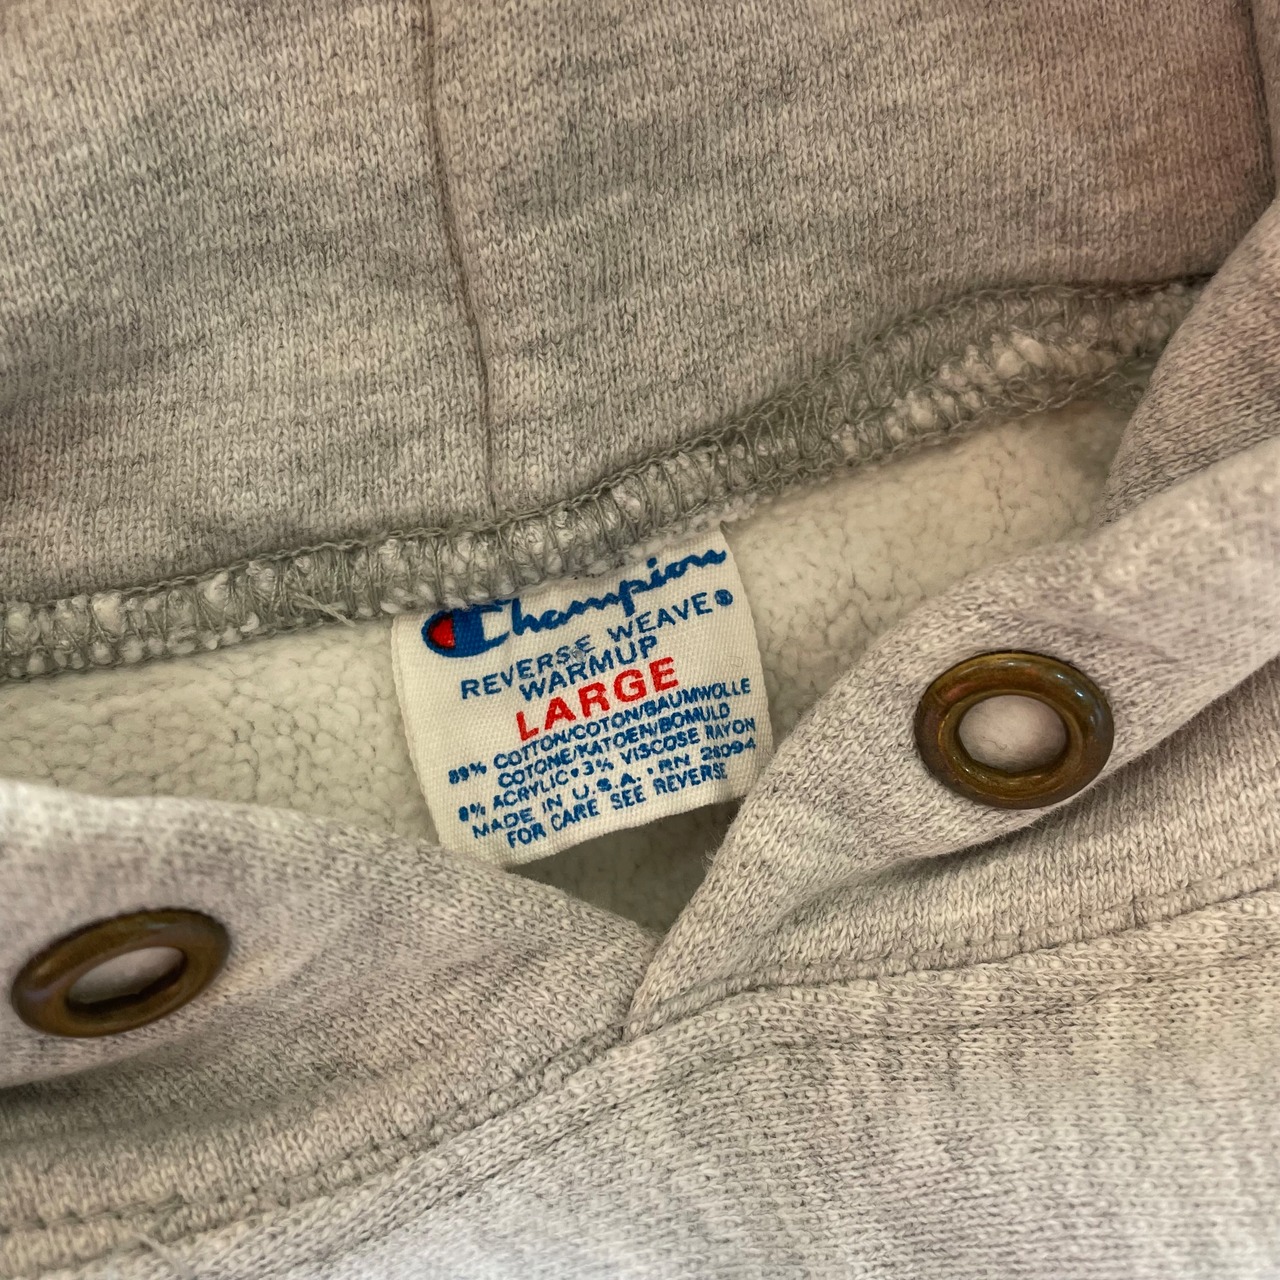 Champion
REVERSE WEAVE®
WARMUP
LARGE
89% COTTON/COTON/BAUMWOLLE
COTONE/KATOEN/BOMULD
8% ACRYLIC•3% VISCOSE RAYON
MADE IN U.S.A. • RN 26094
FOR CARE SEE REVERSE